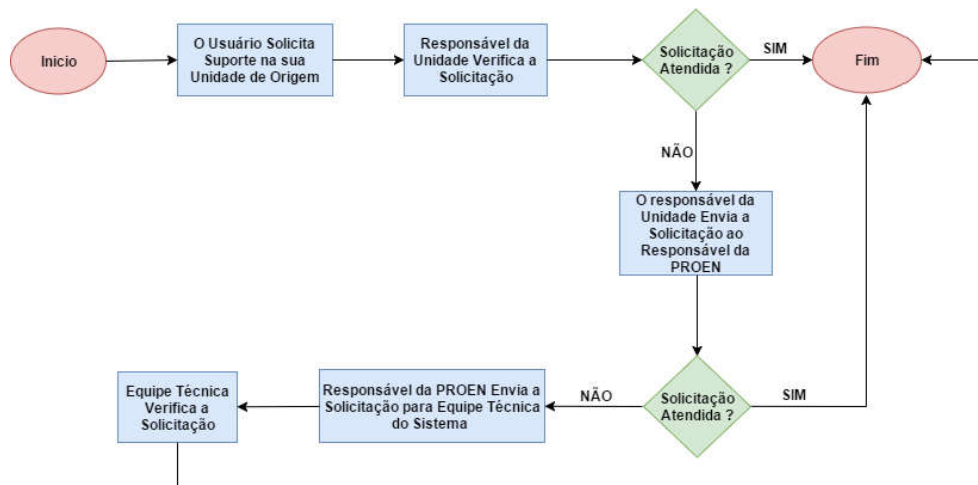 Inicio
O Usuário Solicita
Suporte na sua
Unidade de Origem
Responsável da
Unidade Verifica a
Solicitação
Solicitação
Atendida ?
SIM
Fim
NÃO
O responsável da
Unidade Envia a
Solicitação ao
Responsável da
PROEN
Solicitação
Atendida ?
SIM
NÃO
Responsável da PROEN Envia a
Solicitação para Equipe Técnica
do Sistema
Equipe Técnica
Verifica a
Solicitação